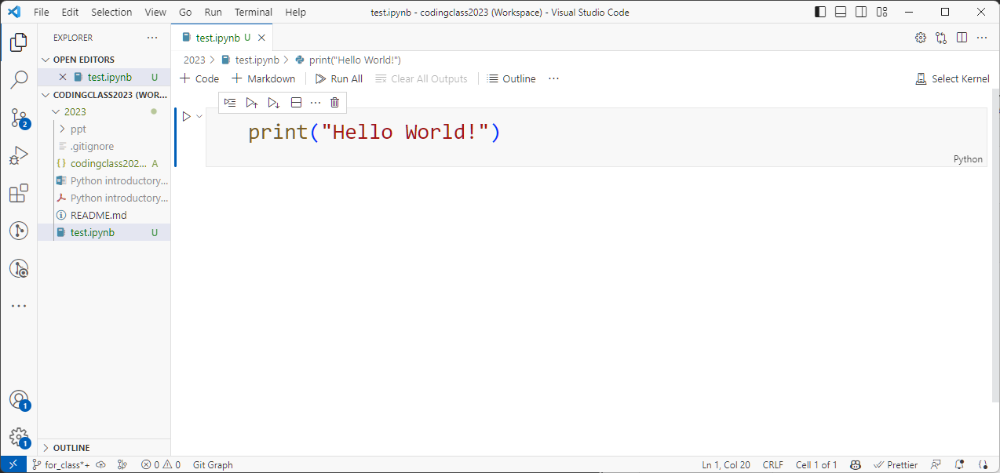 File Edit Selection View Go Run Terminal Help test.ipynb - codingclass2023 (Workspace) - Visual Studio Code
EXPLORER
test.ipynb U
OPEN EDITORS
test.ipynb U
CODINGCLASS2023 (WOR...
2023
ppt
.gitignore
codingclass202... A
Python introductory...
Python introductory...
README.md
test.ipynb U
OUTLINE
2023 > test.ipynb > print("Hello World!")
+ Code + Markdown Run All Clear All Outputs Outline ... Select Kernel
print("Hello World!")
Python
2
1
1
for_class*+ 0 0 Git Graph Ln 1, Col 20 CRLF Cell 1 of 1 Prettier